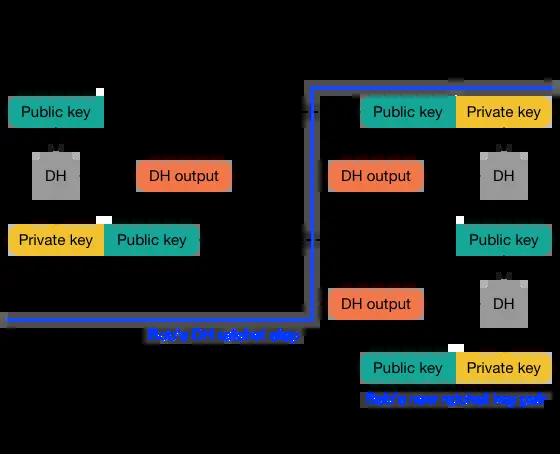 Public key
Public key Private key
DH
DH output
DH output
DH
Private key Public key
Public key
DH output
DH
Bob's DH ratchet step
Public key Private key
Bob's new ratchet key pair